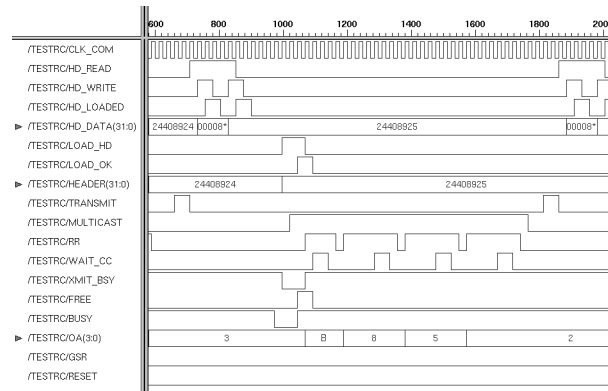 600 800 1000 1200 1400 1600 1800 200
/TESTRC/CLK_COM
/TESTRC/HD_READ
/TESTRC/HD_WRITE
/TESTRC/HD_LOADED
/TESTRC/HD_DATA(31:0) 24408924 00008* 24408925 00008*
/TESTRC/LOAD_HD
/TESTRC/LOAD_OK
/TESTRC/HEADER(31:0) 24408924 24408925
/TESTRC/TRANSMIT
/TESTRC/MULTICAST
/TESTRC/RR
/TESTRC/WAIT_CC
/TESTRC/XMIT_BSY
/TESTRC/FREE
/TESTRC/BUSY
/TESTRC/OA(3:0) 3 B 8 5 2
/TESTRC/GSR
/TESTRC/RESET